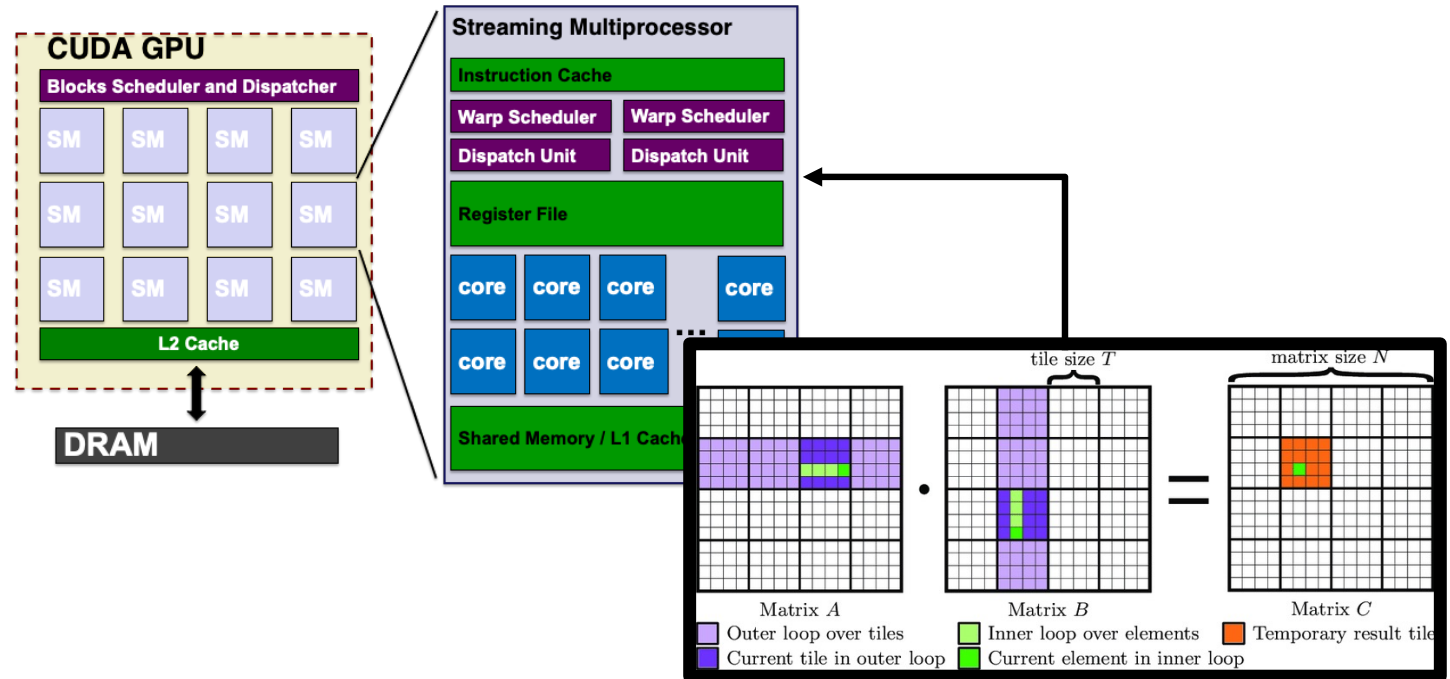 CUDA GPU
Blocks Scheduler and Dispatcher
SM SM SM SM
SM SM SM SM
SM SM SM SM
L2 Cache
DRAM
Streaming Multiprocessor
Instruction Cache
Warp Scheduler Warp Scheduler
Dispatch Unit Dispatch Unit
Register File
core core core core
...
core core core
Shared Memory / L1 Cache
tile size T matrix size N
· =
Matrix A Matrix B Matrix C
Outer loop over tiles Inner loop over elements Temporary result tile
Current tile in outer loop Current element in inner loop